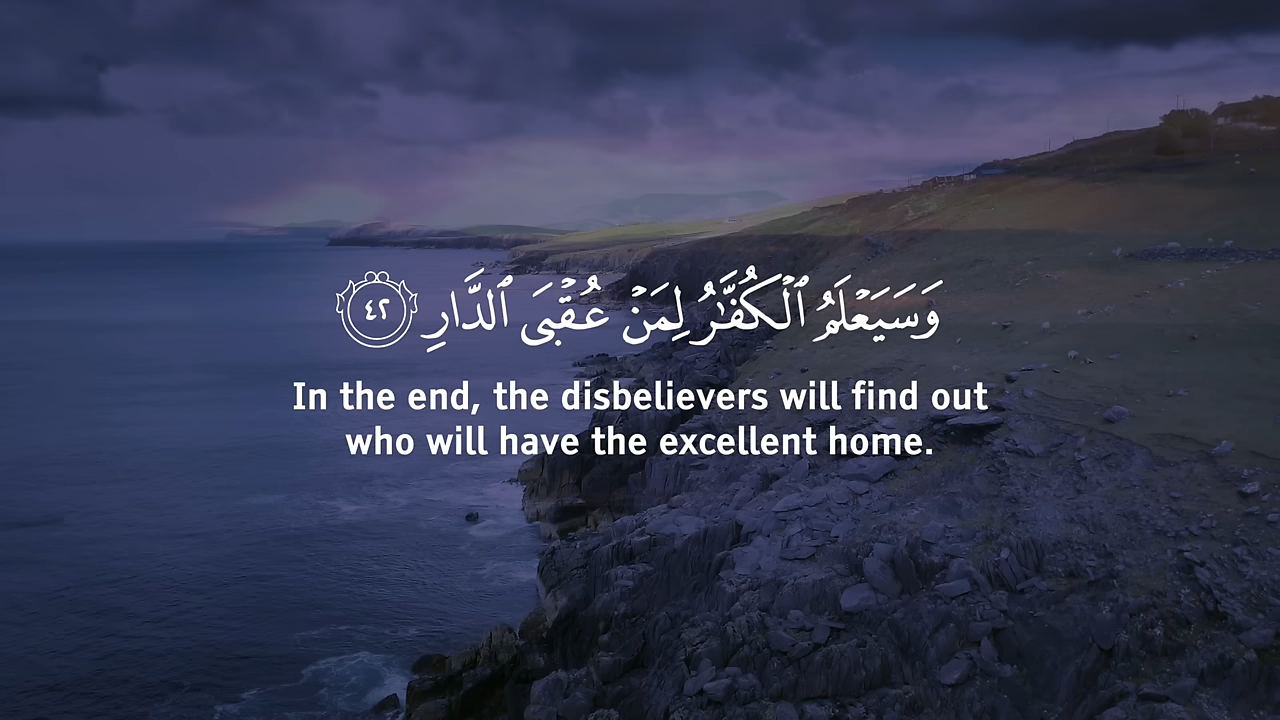 وَسَيَعْلَمُ ٱلْكُفَّـٰرُ لِمَنْ عُقْبَى ٱلدَّارِ ٤٢
In the end, the disbelievers will find out
who will have the excellent home.